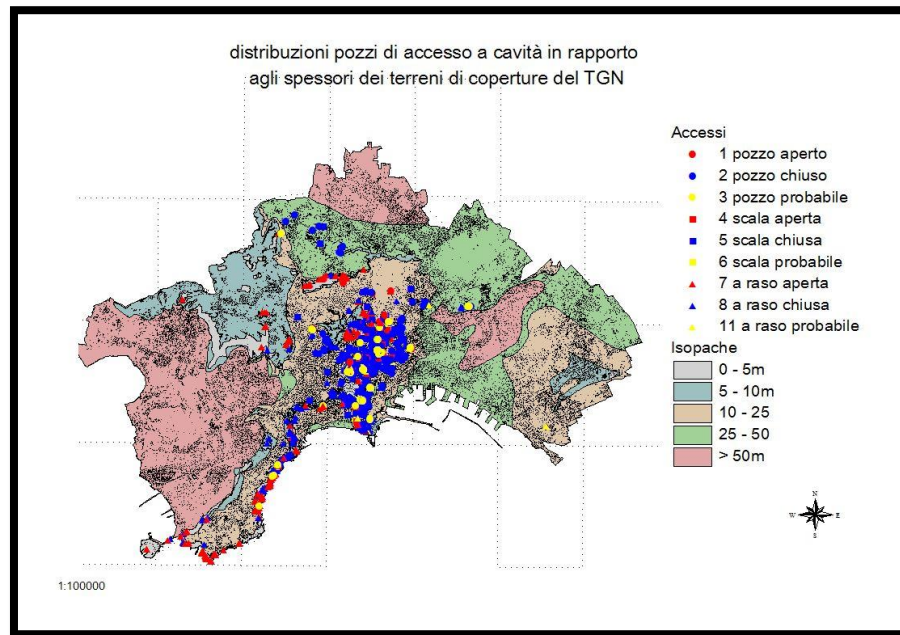 distribuzioni pozzi di accesso a cavità in rapporto
agli spessori dei terreni di coperture del TGN
Accessi
1 pozzo aperto
2 pozzo chiuso
3 pozzo probabile
4 scala aperta
5 scala chiusa
6 scala probabile
7 a raso aperta
8 a raso chiusa
11 a raso probabile
Isopache
0 - 5m
5 - 10m
10 - 25
25 - 50
> 50m
N
W E
S
1:100000